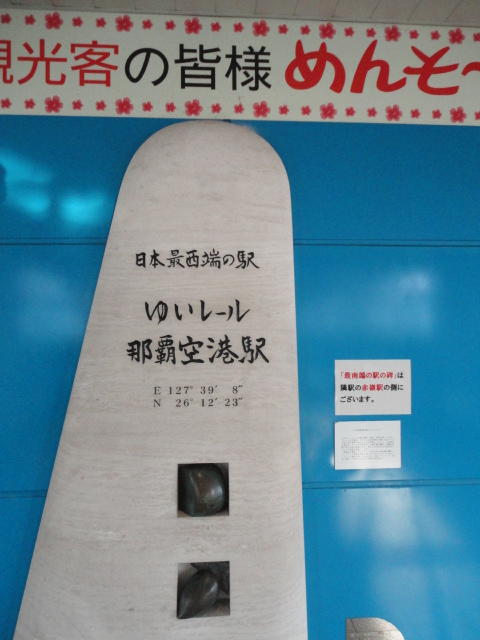 観光客の皆様 めんそ～
日本最西端の駅
ゆいレール
那覇空港駅
E 127° 39′ 8″
N 26° 12′ 23″
「最南端の駅の碑」は
隣駅の赤嶺駅の側に
ございます。